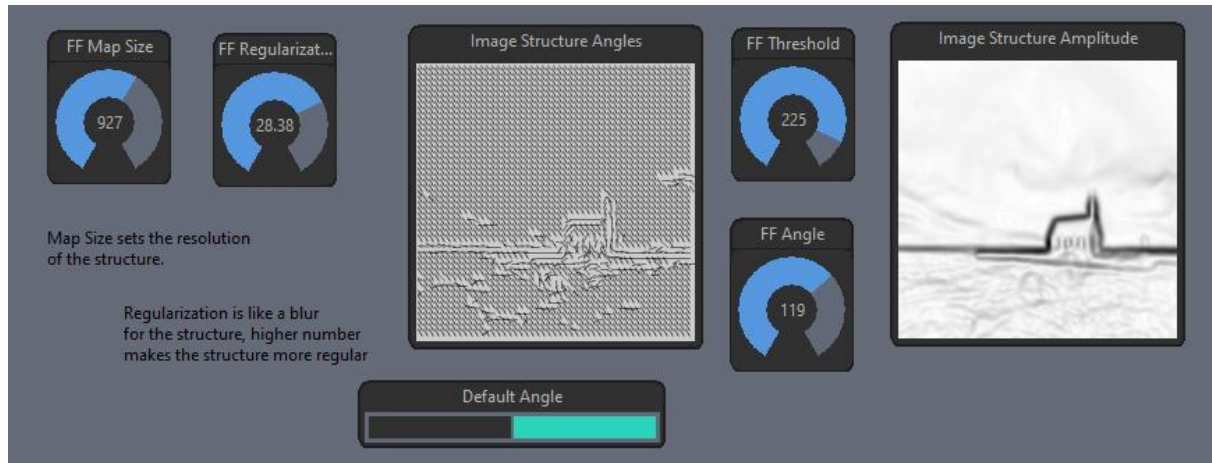 FF Map Size
927
FF Regularizat...
28.38
Image Structure Angles
FF Threshold
225
Image Structure Amplitude
FF Angle
119
Map Size sets the resolution
of the structure.
Regularization is like a blur
for the structure, higher number
makes the structure more regular
Default Angle